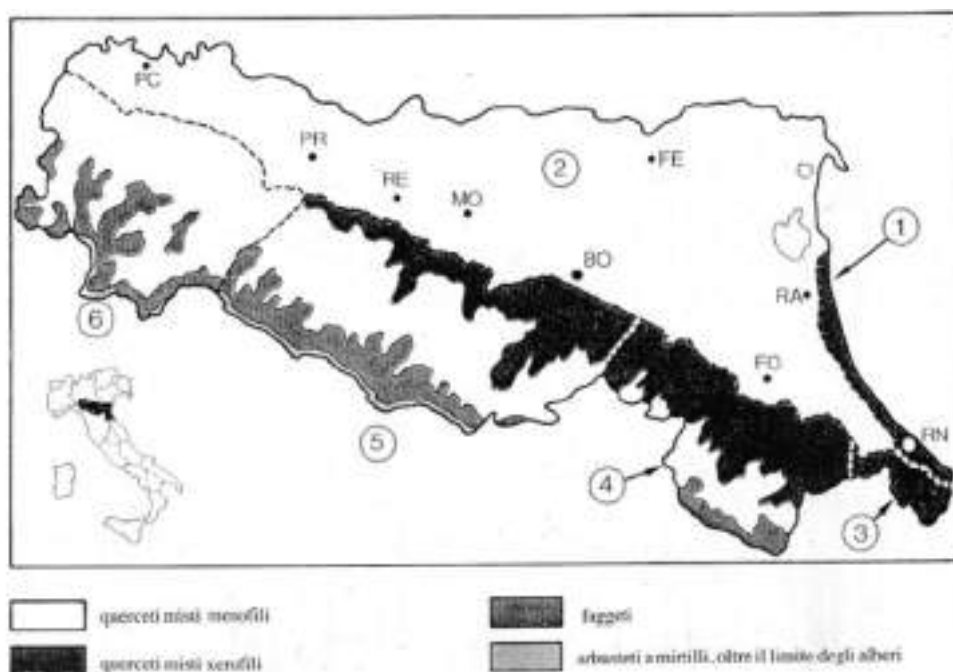 PC
PR
RE
MO
2
FE
1
BO
RA
6
FO
RN
5
4
3
querceti misti mesofili
faggeti
querceti misti xerofili
arbusteti a mirtilli, oltre il limite degli alberi